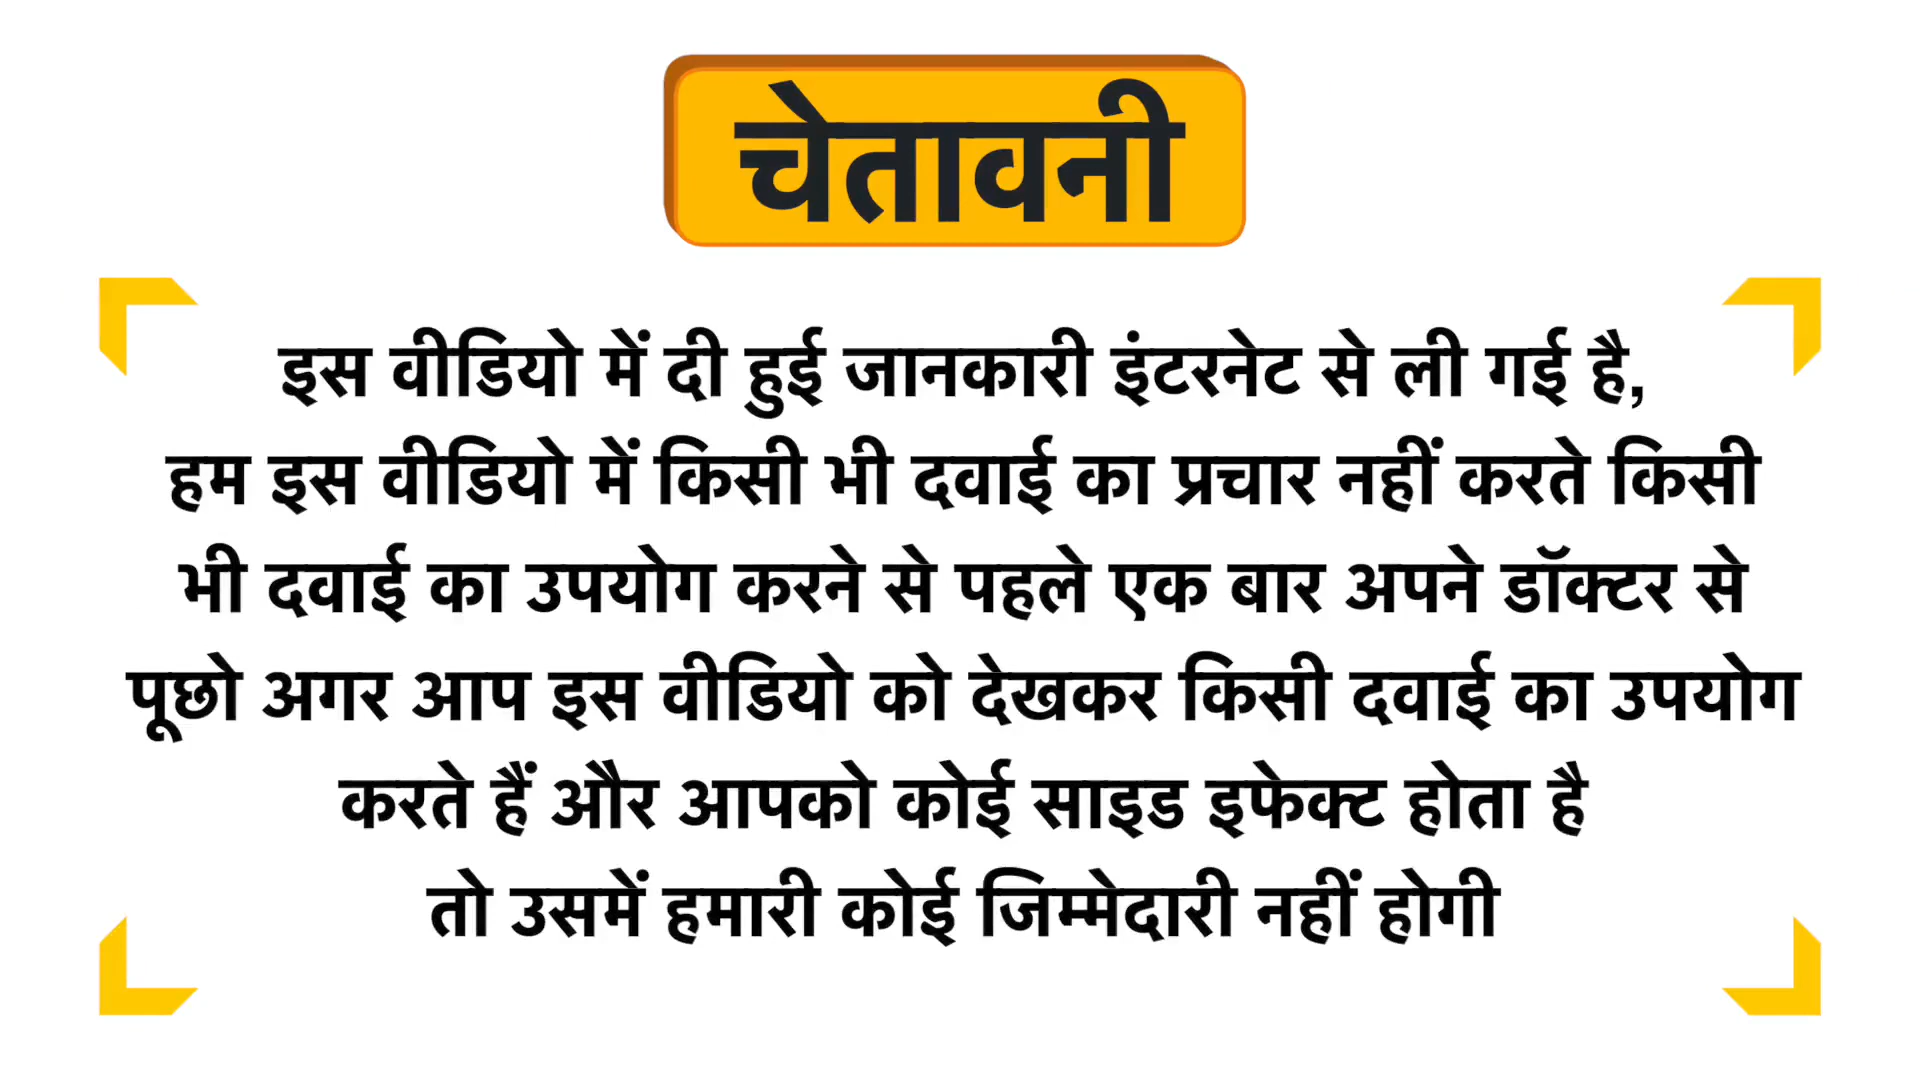 चेतावनी
इस वीडियो में दी हुई जानकारी इंटरनेट से ली गई है,
हम इस वीडियो में किसी भी दवाई का प्रचार नहीं करते किसी
भी दवाई का उपयोग करने से पहले एक बार अपने डॉक्टर से
पूछो अगर आप इस वीडियो को देखकर किसी दवाई का उपयोग
करते हैं और आपको कोई साइड इफेक्ट होता है
तो उसमें हमारी कोई जिम्मेदारी नहीं होगी